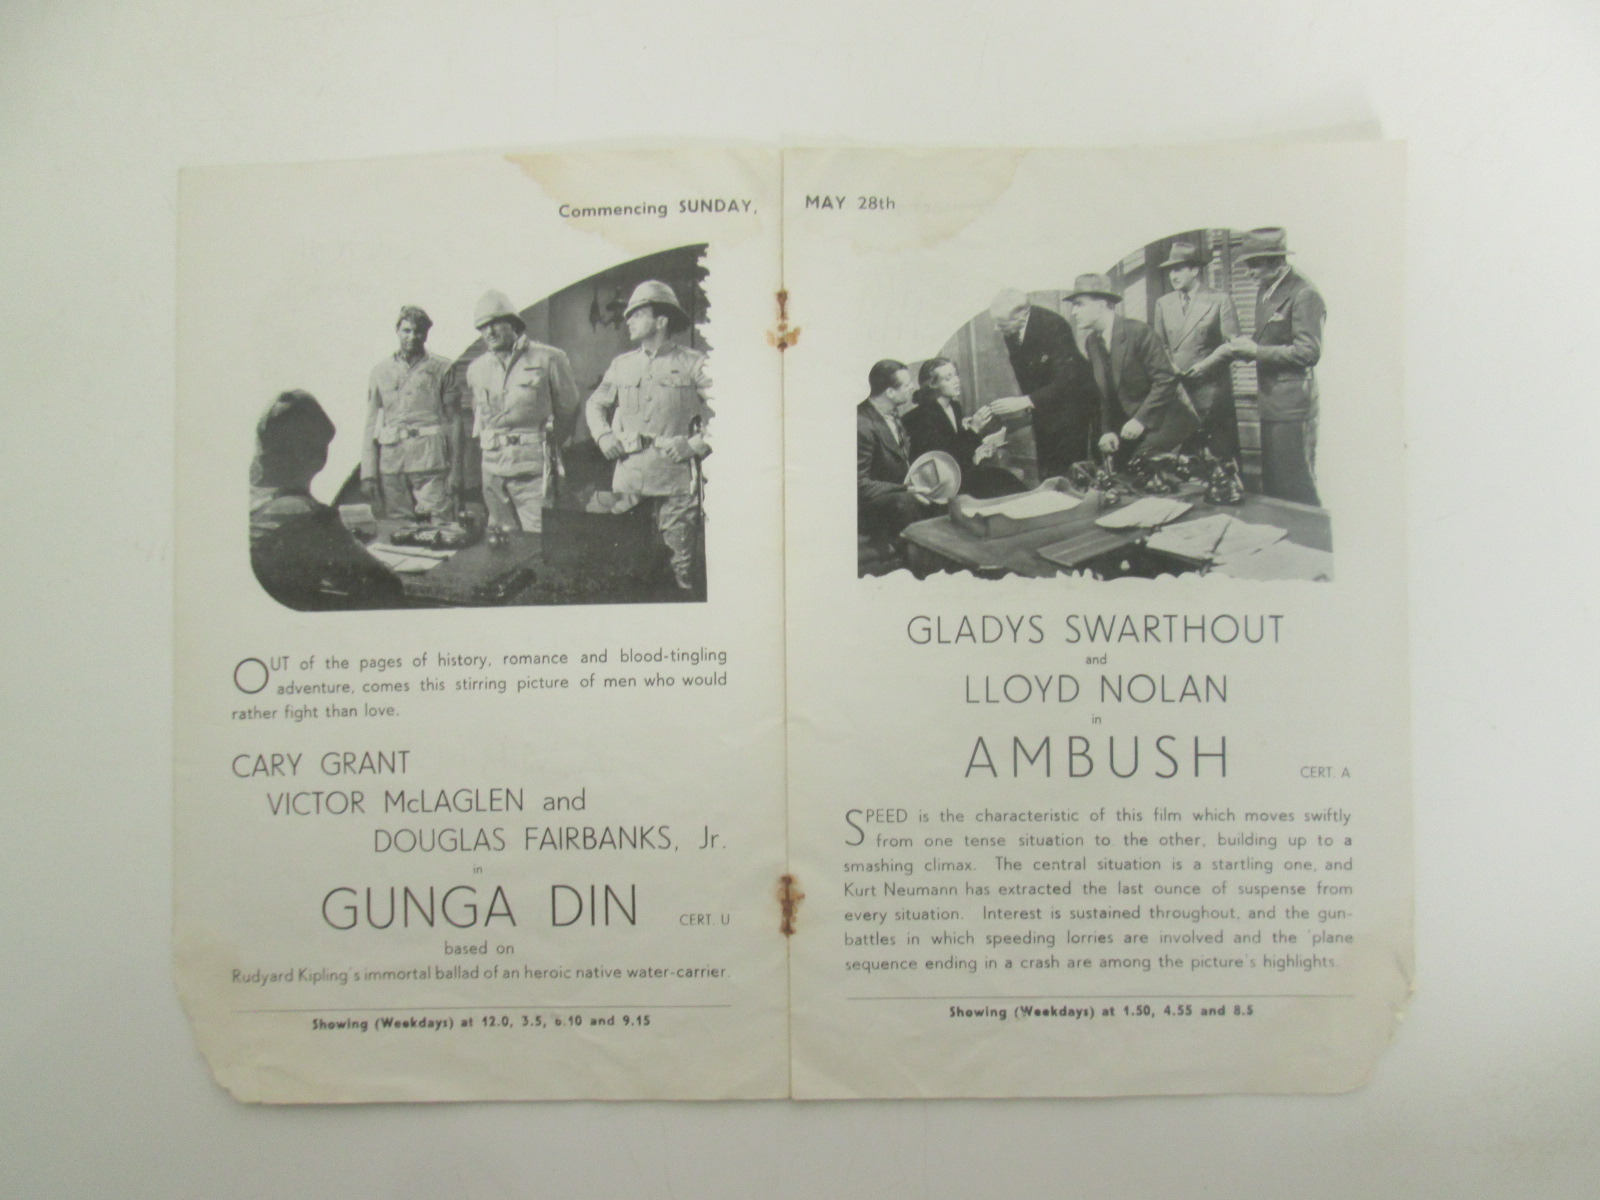 Commencing SUNDAY, MAY 28th
OUT of the pages of history, romance and blood-tingling
adventure, comes this stirring picture of men who would
rather fight than love.
CARY GRANT
VICTOR McLAGLEN and
DOUGLAS FAIRBANKS, Jr.
in
GUNGA DIN CERT. U
based on
Rudyard Kipling's immortal ballad of an heroic native water-carrier.
Showing (Weekdays) at 12.0, 3.5, 6.10 and 9.15
GLADYS SWARTHOUT
and
LLOYD NOLAN
in
AMBUSH CERT. A
SPEED is the characteristic of this film which moves swiftly
from one tense situation to the other, building up to a
smashing climax. The central situation is a startling one, and
Kurt Neumann has extracted the last ounce of suspense from
every situation. Interest is sustained throughout, and the gun-
battles in which speeding lorries are involved and the 'plane
sequence ending in a crash are among the picture's highlights.
Showing (Weekdays) at 1.50, 4.55 and 8.5